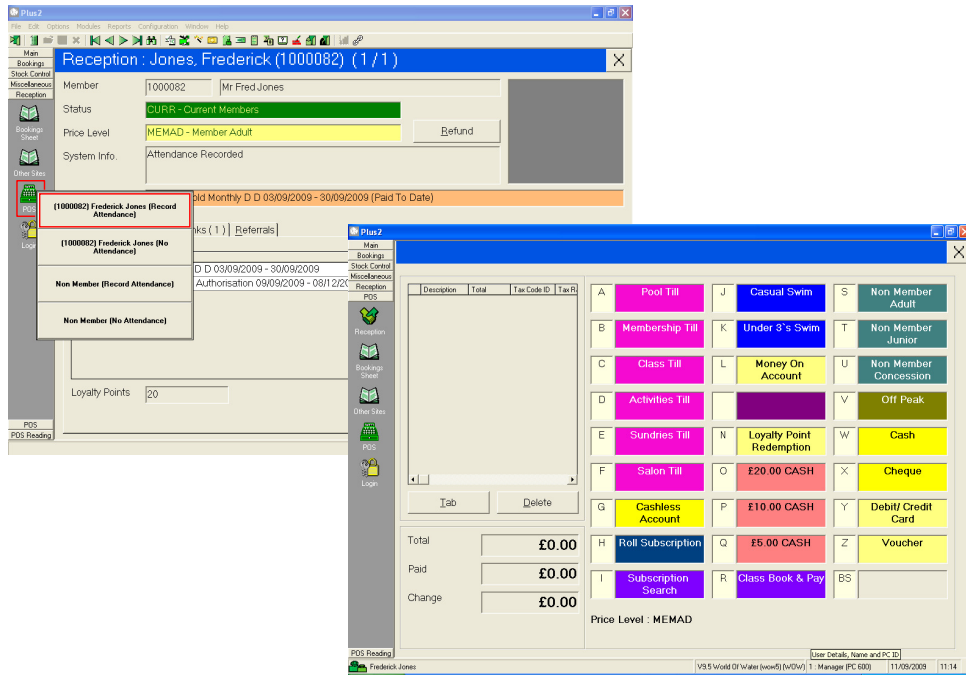 Plus2
File Edit Options Modules Reports Configuration Window Help
Main
Bookings
Stock Control
Miscellaneous
Reception
Bookings Sheet
Other Sites
POS
Login
POS
POS Reading
Reception : Jones, Frederick (1000082) (1/1)
Member 1000082 Mr Fred Jones
Status CURR - Current Members
Price Level MEMAD - Member Adult Refund
System Info. Attendance Recorded
old Monthly D D 03/09/2009 - 30/09/2009 (Paid To Date)
nks ( 1 ) Referrals
D D 03/09/2009 - 30/09/2009
Authorisation 09/09/2009 - 08/12/20
Loyalty Points 20
(1000082) Frederick Jones (Record Attendance)
(1000082) Frederick Jones (No Attendance)
Non Member (Record Attendance)
Non Member (No Attendance)
Plus2
Main
Bookings
Stock Control
Miscellaneous
Reception
POS
Reception
Bookings Sheet
Other Sites
POS
Login
POS Reading
Description Total Tax Code ID Tax R
Tab Delete
Total £0.00
Paid £0.00
Change £0.00
A Pool Till J Casual Swim S Non Member Adult
B Membership Till K Under 3`s Swim T Non Member Junior
C Class Till L Money On Account U Non Member Concession
D Activities Till V Off Peak
E Sundries Till N Loyalty Point Redemption W Cash
F Salon Till O £20.00 CASH X Cheque
G Cashless Account P £10.00 CASH Y Debit/ Credit Card
H Roll Subscription Q £5.00 CASH Z Voucher
I Subscription Search R Class Book & Pay BS
Price Level : MEMAD
User Details, Name and PC ID
Frederick Jones V9.5 World Of Water (wow5) (WOW) 1 : Manager (PC 600) 11/09/2009 11:14